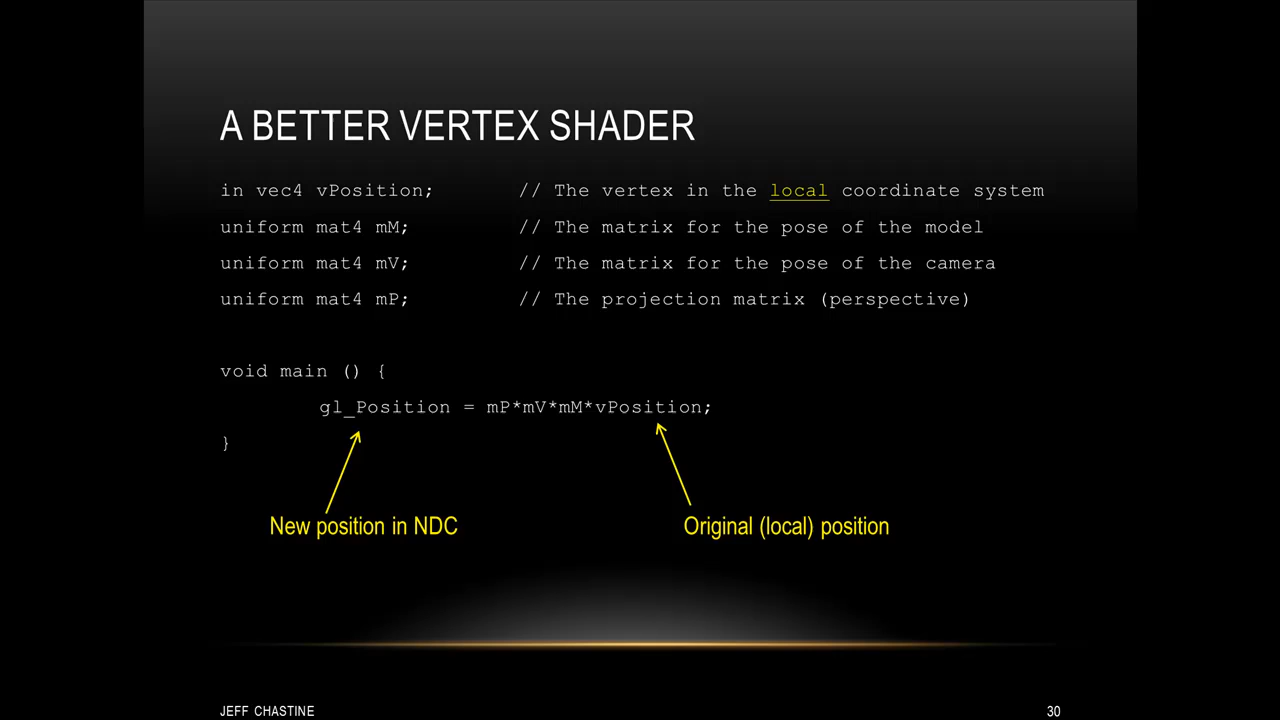 A BETTER VERTEX SHADER
in vec4 vPosition; // The vertex in the local coordinate system
uniform mat4 mM; // The matrix for the pose of the model
uniform mat4 mV; // The matrix for the pose of the camera
uniform mat4 mP; // The projection matrix (perspective)
void main () {
gl_Position = mP*mV*mM*vPosition;
}
New position in NDC
Original (local) position
JEFF CHASTINE
30